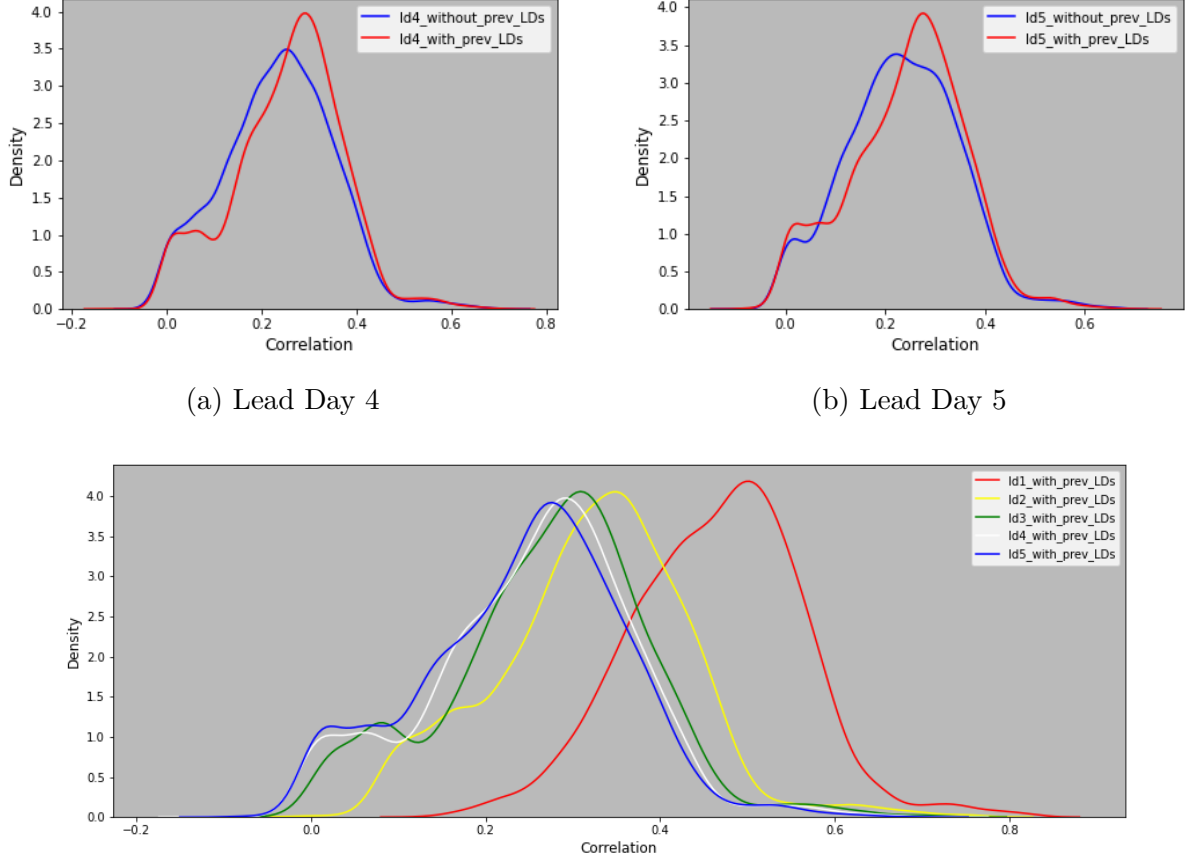 ld4_without_prev_LDs
ld4_with_prev_LDs
4.0
3.5
3.0
2.5
2.0
1.5
1.0
0.5
0.0
Density
−0.2 0.0 0.2 0.4 0.6 0.8
Correlation
(a) Lead Day 4
ld5_without_prev_LDs
ld5_with_prev_LDs
4.0
3.5
3.0
2.5
2.0
1.5
1.0
0.5
0.0
Density
0.0 0.2 0.4 0.6
Correlation
(b) Lead Day 5
ld1_with_prev_LDs
ld2_with_prev_LDs
ld3_with_prev_LDs
ld4_with_prev_LDs
ld5_with_prev_LDs
4.0
3.5
3.0
2.5
2.0
1.5
1.0
0.5
0.0
Density
−0.2 0.0 0.2 0.4 0.6 0.8
Correlation